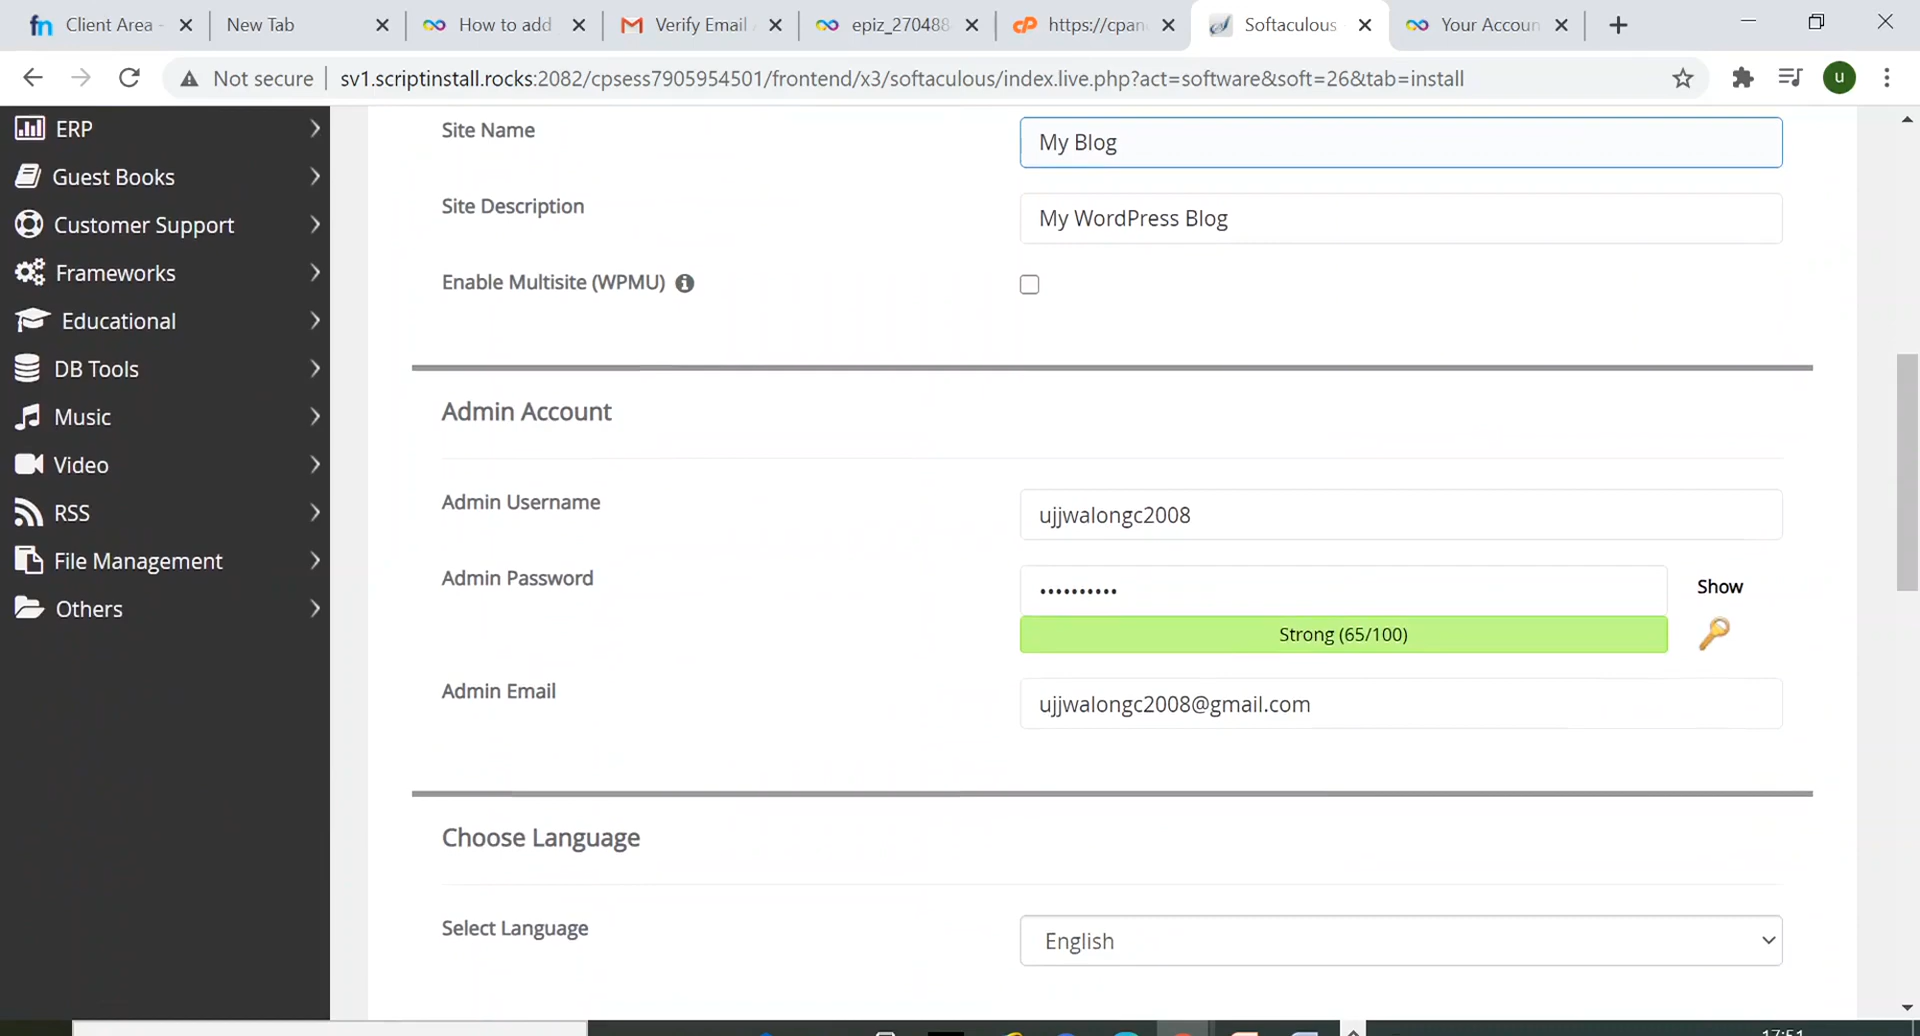 Client Area -
New Tab
How to add
Verify Email
epiz_270488
https://cpan
Softaculous
Your Accoun
Not secure
sv1.scriptinstall.rocks:2082/cpsess7905954501/frontend/x3/softaculous/index.live.php?act=software&soft=26&tab=install
u
ERP
Guest Books
Customer Support
Frameworks
Educational
DB Tools
Music
Video
RSS
File Management
Others
Site Name
My Blog
Site Description
My WordPress Blog
Enable Multisite (WPMU)
Admin Account
Admin Username
ujjwalongc2008
Admin Password
••••••••••
Show
Strong (65/100)
Admin Email
ujjwalongc2008@gmail.com
Choose Language
Select Language
English
17:51